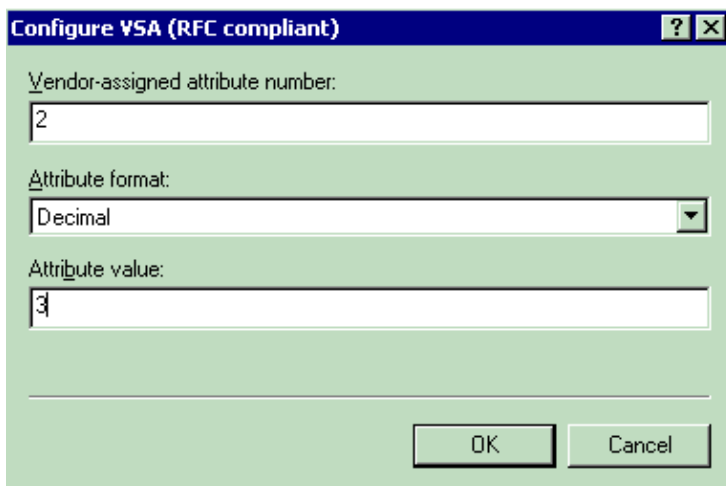 Configure VSA (RFC compliant)
Vendor-assigned attribute number:
2
Attribute format:
Decimal
Attribute value:
3
OK Cancel